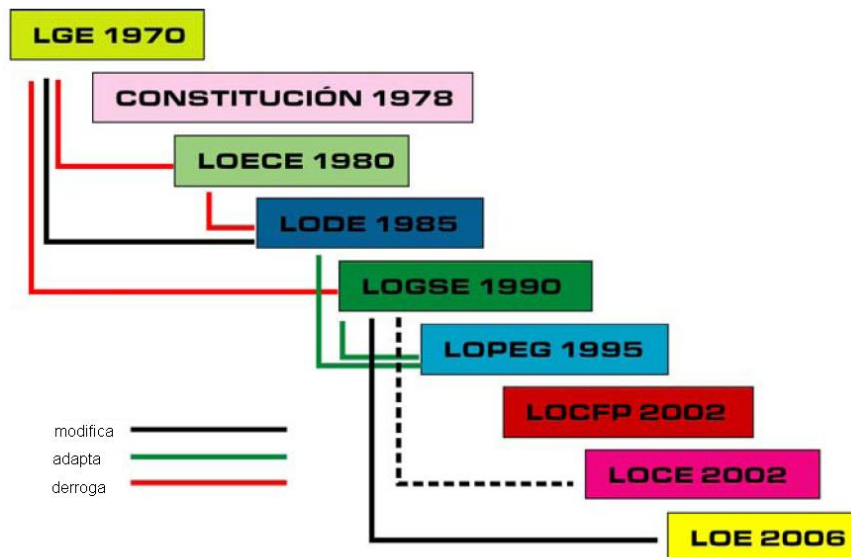 LGE 1970
CONSTITUCIÓN 1978
LOECE 1980
LODE 1985
LOGSE 1990
LOPEG 1995
LOCFP 2002
LOCE 2002
LOE 2006
modifica
adapta
derroga